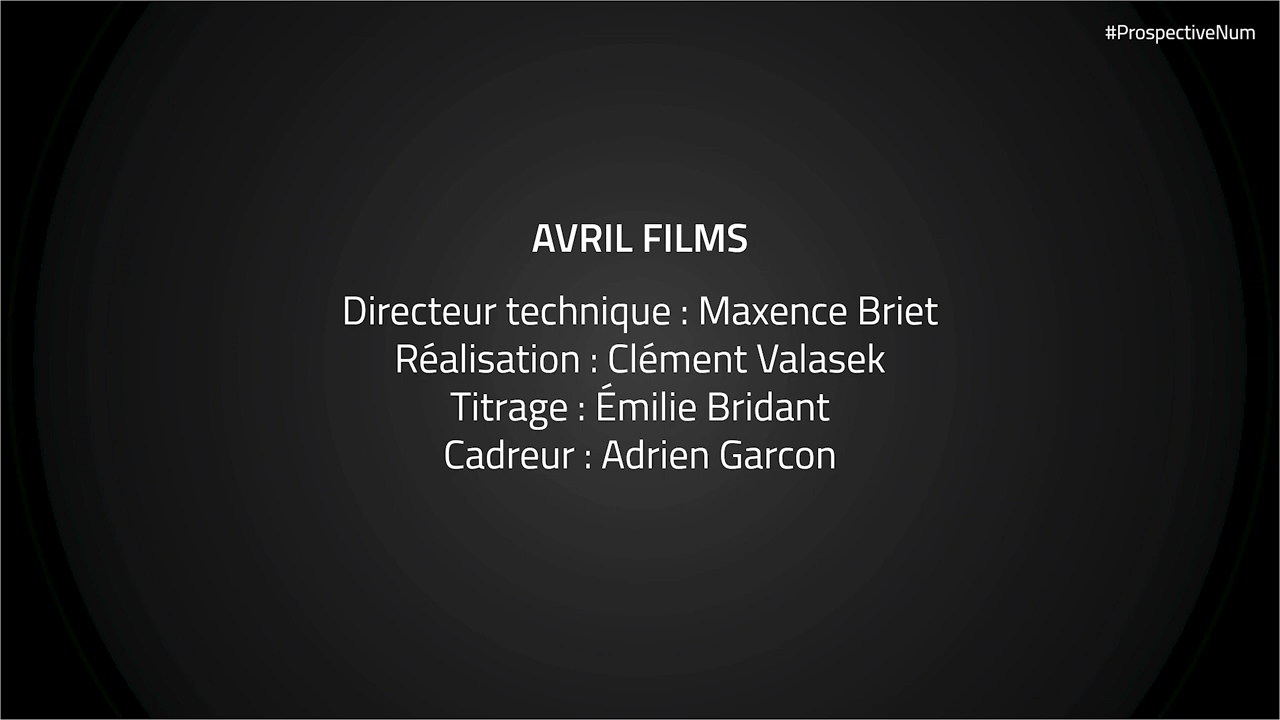 #ProspectiveNum
AVRIL FILMS
Directeur technique : Maxence Briet
Réalisation : Clément Valasek
Titrage : Émilie Bridant
Cadreur : Adrien Garcon